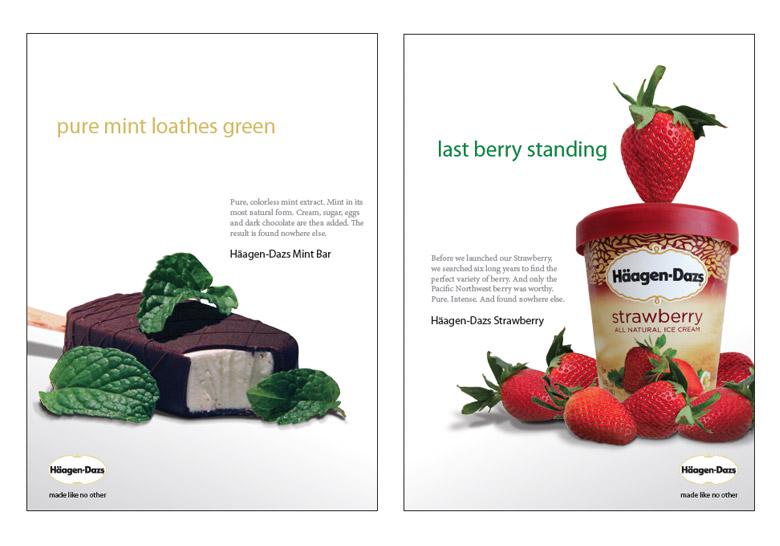 pure mint loathes green
Pure, colorless mint extract. Mint in its
most natural form. Cream, sugar, eggs
and dark chocolate are then added. The
result is found nowhere else.
Häagen-Dazs Mint Bar
Häagen-Dazs
made like no other
last berry standing
Before we launched our Strawberry,
we searched six long years to find the
perfect variety of berry. And only the
Pacific Northwest berry was worthy.
Pure. Intense. And found nowhere else.
Häagen-Dazs Strawberry
Häagen-Dazs
strawberry
ALL NATURAL ICE CREAM
Häagen-Dazs
made like no other